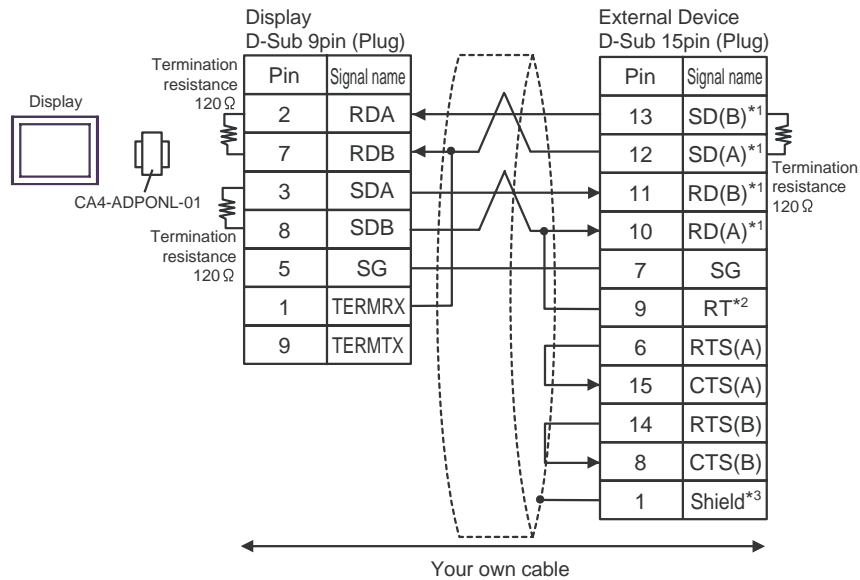 Display
D-Sub 9pin (Plug)
External Device
D-Sub 15pin (Plug)
Termination
resistance
120Ω
Display
CA4-ADPONL-01
Termination
resistance
120Ω
Pin Signal name
2 RDA
7 RDB
3 SDA
8 SDB
5 SG
1 TERMRX
9 TERMTX
Pin Signal name
13 SD(B)*1
12 SD(A)*1
11 RD(B)*1
10 RD(A)*1
7 SG
9 RT*2
6 RTS(A)
15 CTS(A)
14 RTS(B)
8 CTS(B)
1 Shield*3
Termination
resistance
120Ω
Your own cable